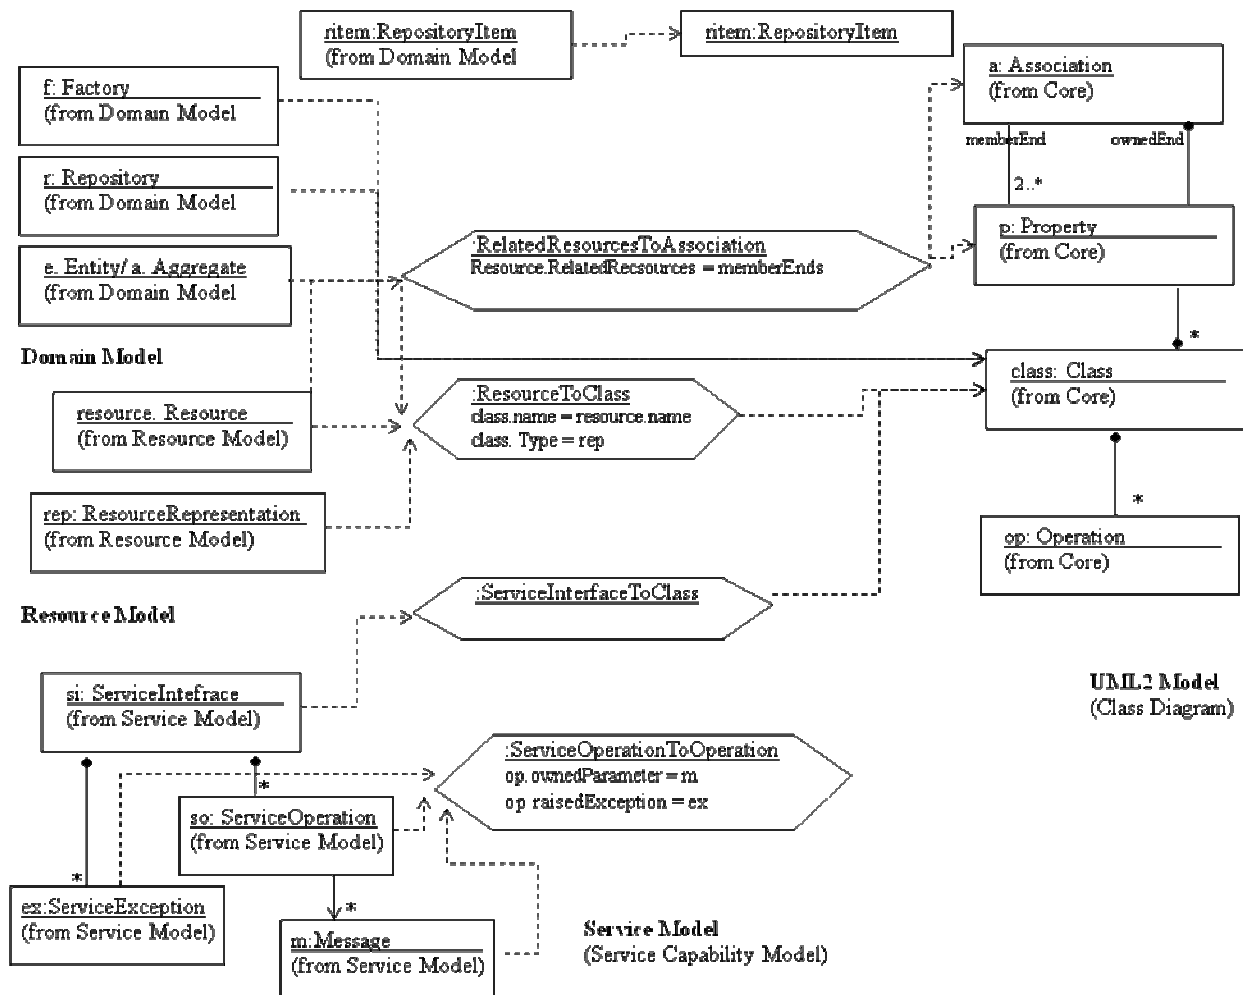 ritem:RepositoryItem
(from Domain Model
ritem:RepositoryItem
a: Association
(from Core)
memberEnd
ownedEnd
2..*
f: Factory
(from Domain Model
r: Repository
(from Domain Model
e. Entity/ a. Aggregate
(from Domain Model
:RelatedResourcesToAssociation
Resource.RelatedRecsources = memberEnds
p: Property
(from Core)
*
Domain Model
class: Class
(from Core)
resource. Resource
(from Resource Model)
:ResourceToClass
class.name = resource.name
class. Type = rep
*
rep: ResourceRepresentation
(from Resource Model)
op: Operation
(from Core)
Resource Model
:ServiceInterfaceToClass
si: ServiceIntefrace
(from Service Model)
UML2 Model
(Class Diagram)
:ServiceOperationToOperation
op.ownedParameter = m
op raisedException = ex
*
so: ServiceOperation
(from Service Model)
*
ex:ServiceException
(from Service Model)
*
m:Message
(from Service Model)
Service Model
(Service Capability Model)